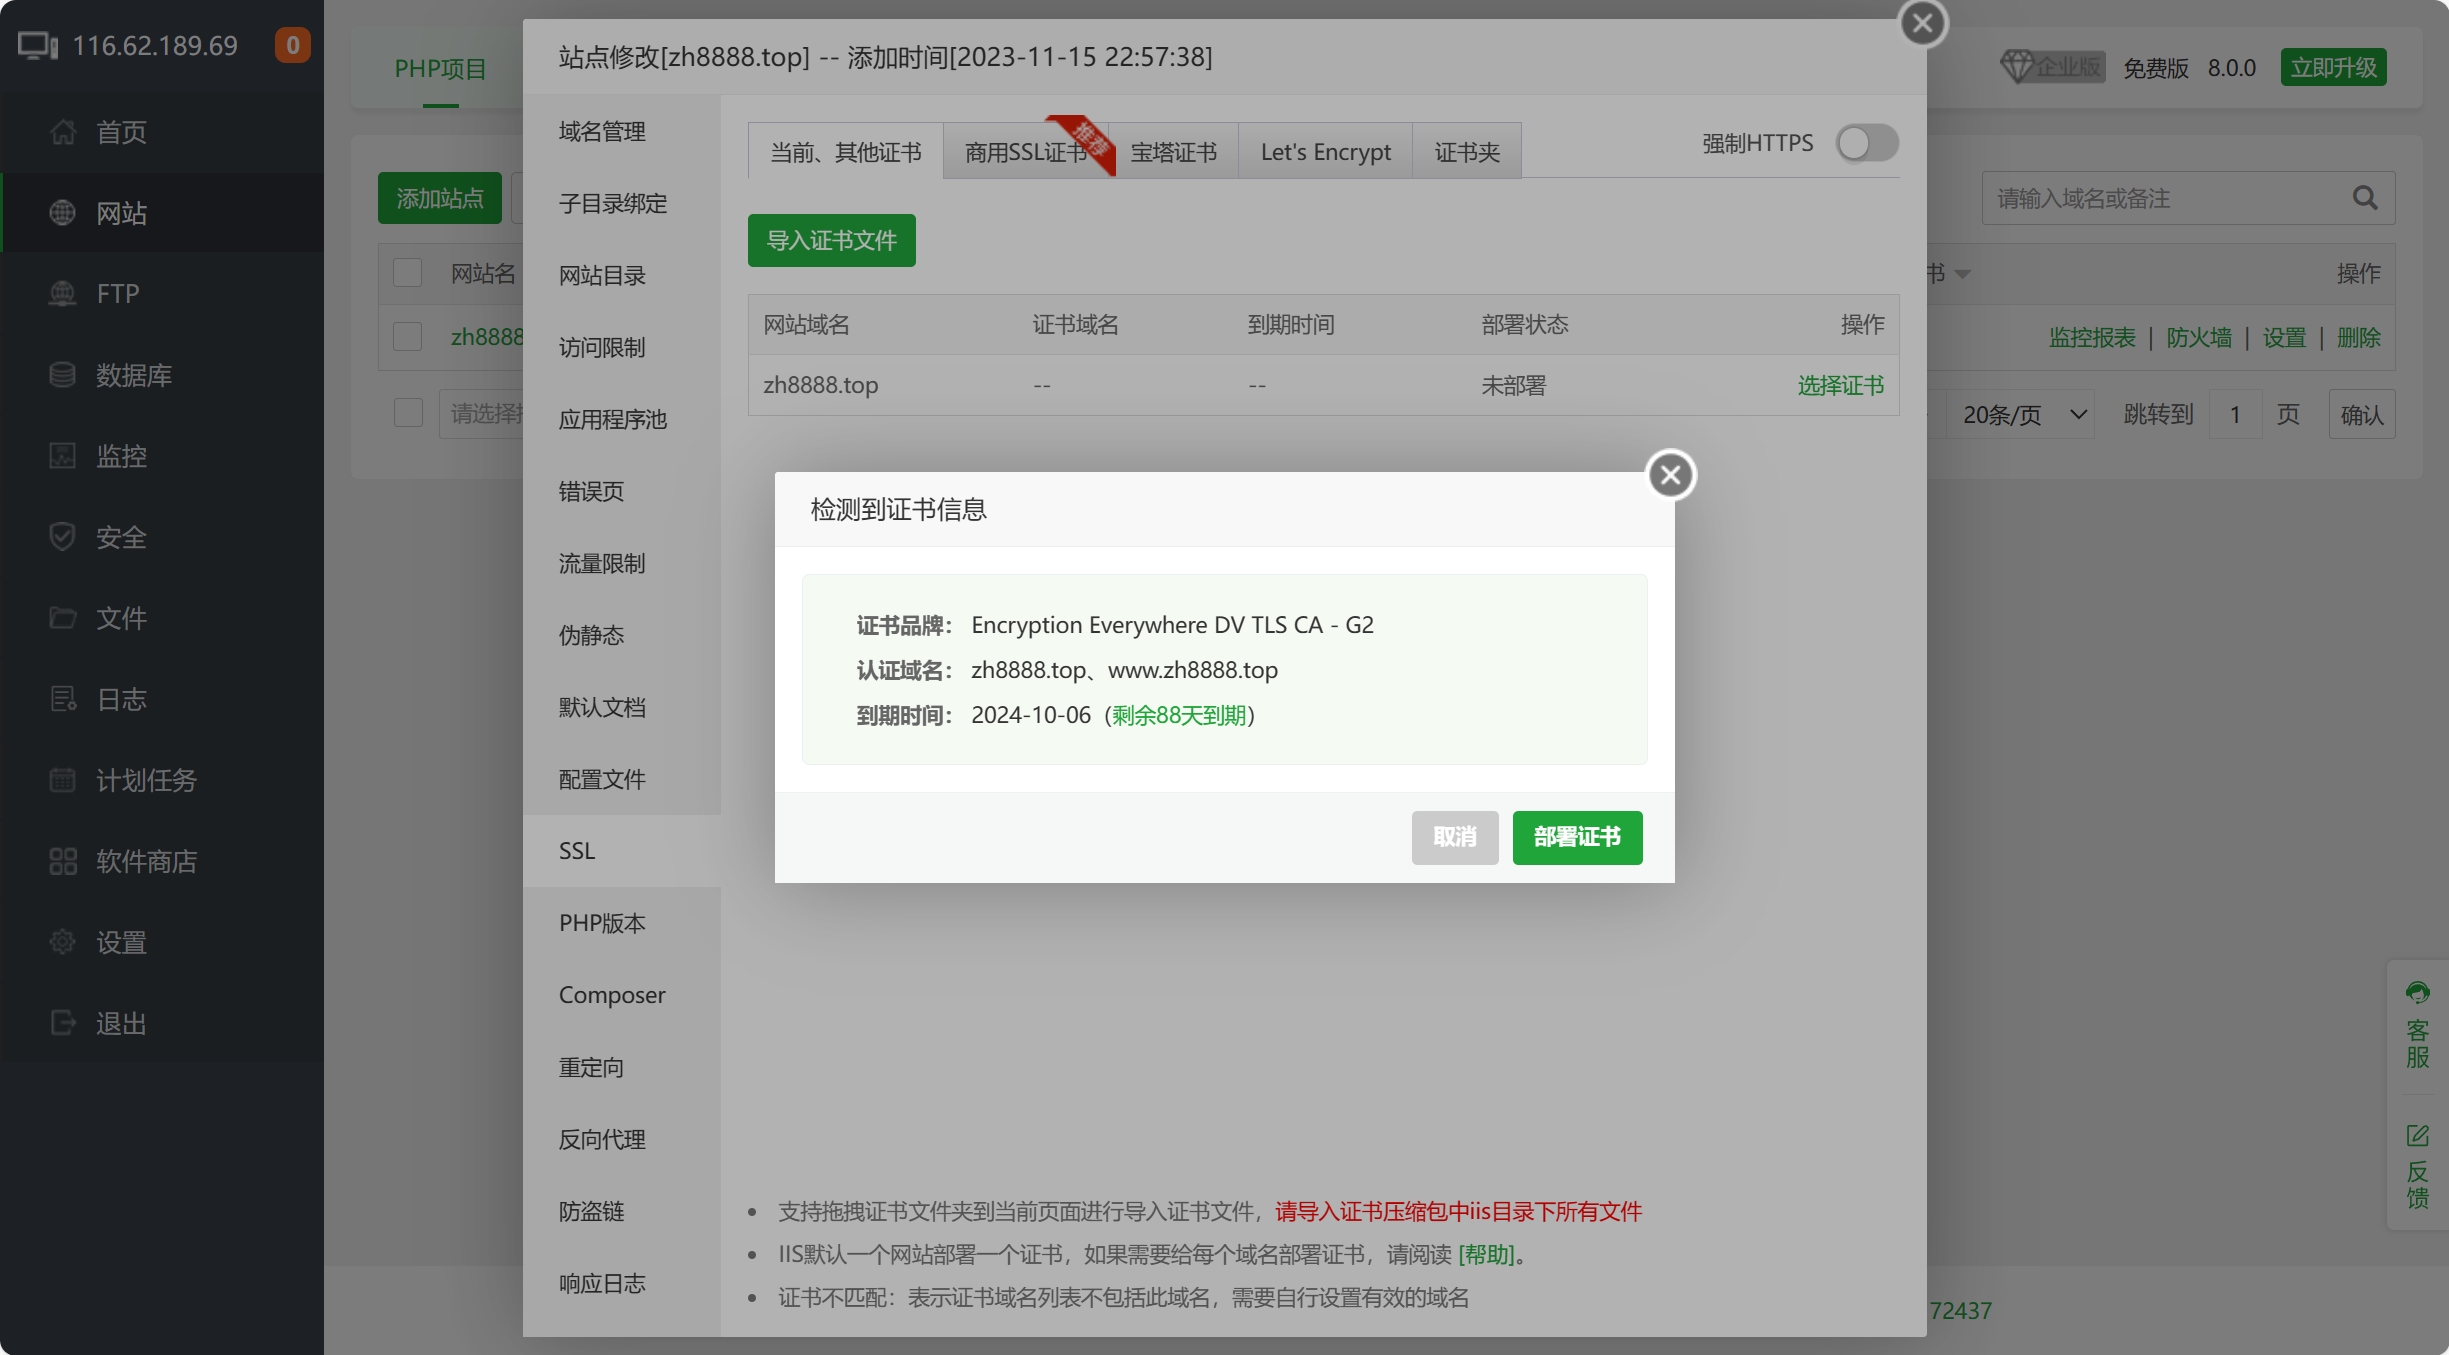 116.62.189.69 0
首页
网站
FTP
数据库
监控
安全
文件
日志
计划任务
软件商店
设置
退出
PHP项目
企业版 免费版 8.0.0 立即升级
添加站点
请输入域名或备注
网站名
书 操作
zh8888
监控报表 | 防火墙 | 设置 | 删除
请选择
20条/页 跳转到 1 页 确认
站点修改[zh8888.top] -- 添加时间[2023-11-15 22:57:38]
域名管理
子目录绑定
网站目录
访问限制
应用程序池
错误页
流量限制
伪静态
默认文档
配置文件
SSL
PHP版本
Composer
重定向
反向代理
防盗链
响应日志
当前、其他证书 商用SSL证书 推荐 宝塔证书 Let's Encrypt 证书夹 强制HTTPS
导入证书文件
网站域名 证书域名 到期时间 部署状态 操作
zh8888.top -- -- 未部署 选择证书
检测到证书信息
证书品牌： Encryption Everywhere DV TLS CA - G2
认证域名： zh8888.top、www.zh8888.top
到期时间： 2024-10-06（剩余88天到期）
取消 部署证书
支持拖拽证书文件夹到当前页面进行导入证书文件，请导入证书压缩包中iis目录下所有文件
IIS默认一个网站部署一个证书，如果需要给每个域名部署证书，请阅读 [帮助]。
证书不匹配：表示证书域名列表不包括此域名，需要自行设置有效的域名
72437
客服
反馈